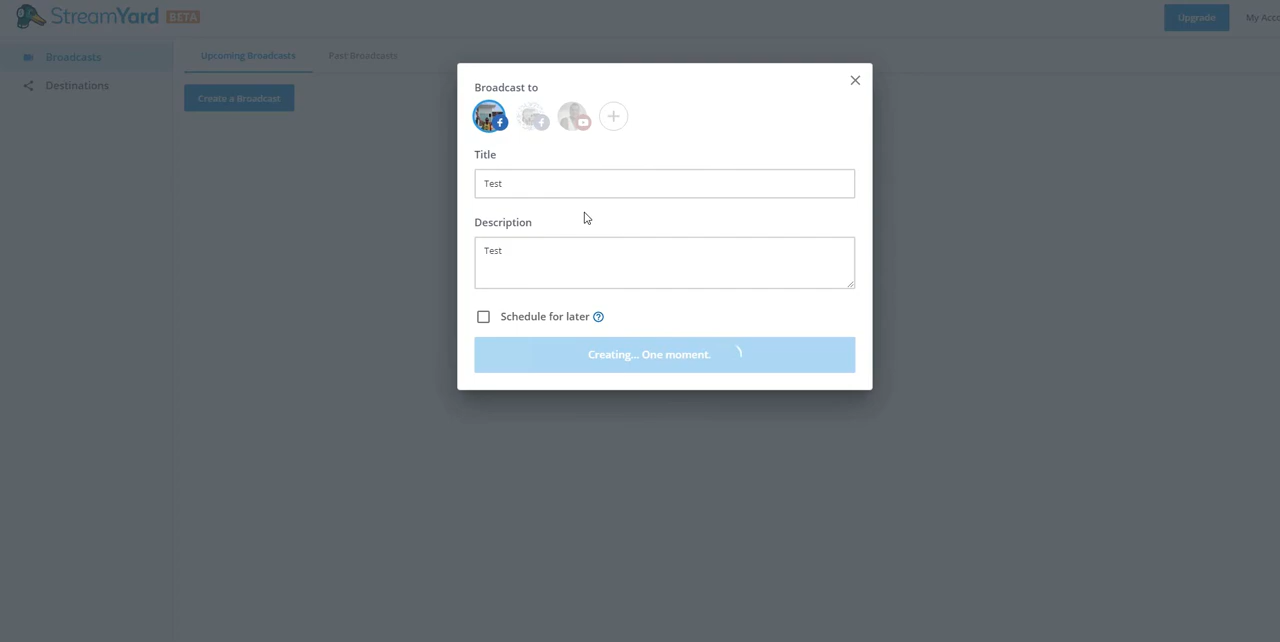 StreamYard BETA
Upgrade
My Acco
Broadcasts
Destinations
Upcoming Broadcasts
Past Broadcasts
Create a Broadcast
Broadcast to
Title
Test
Description
Test
Schedule for later
Creating... One moment.